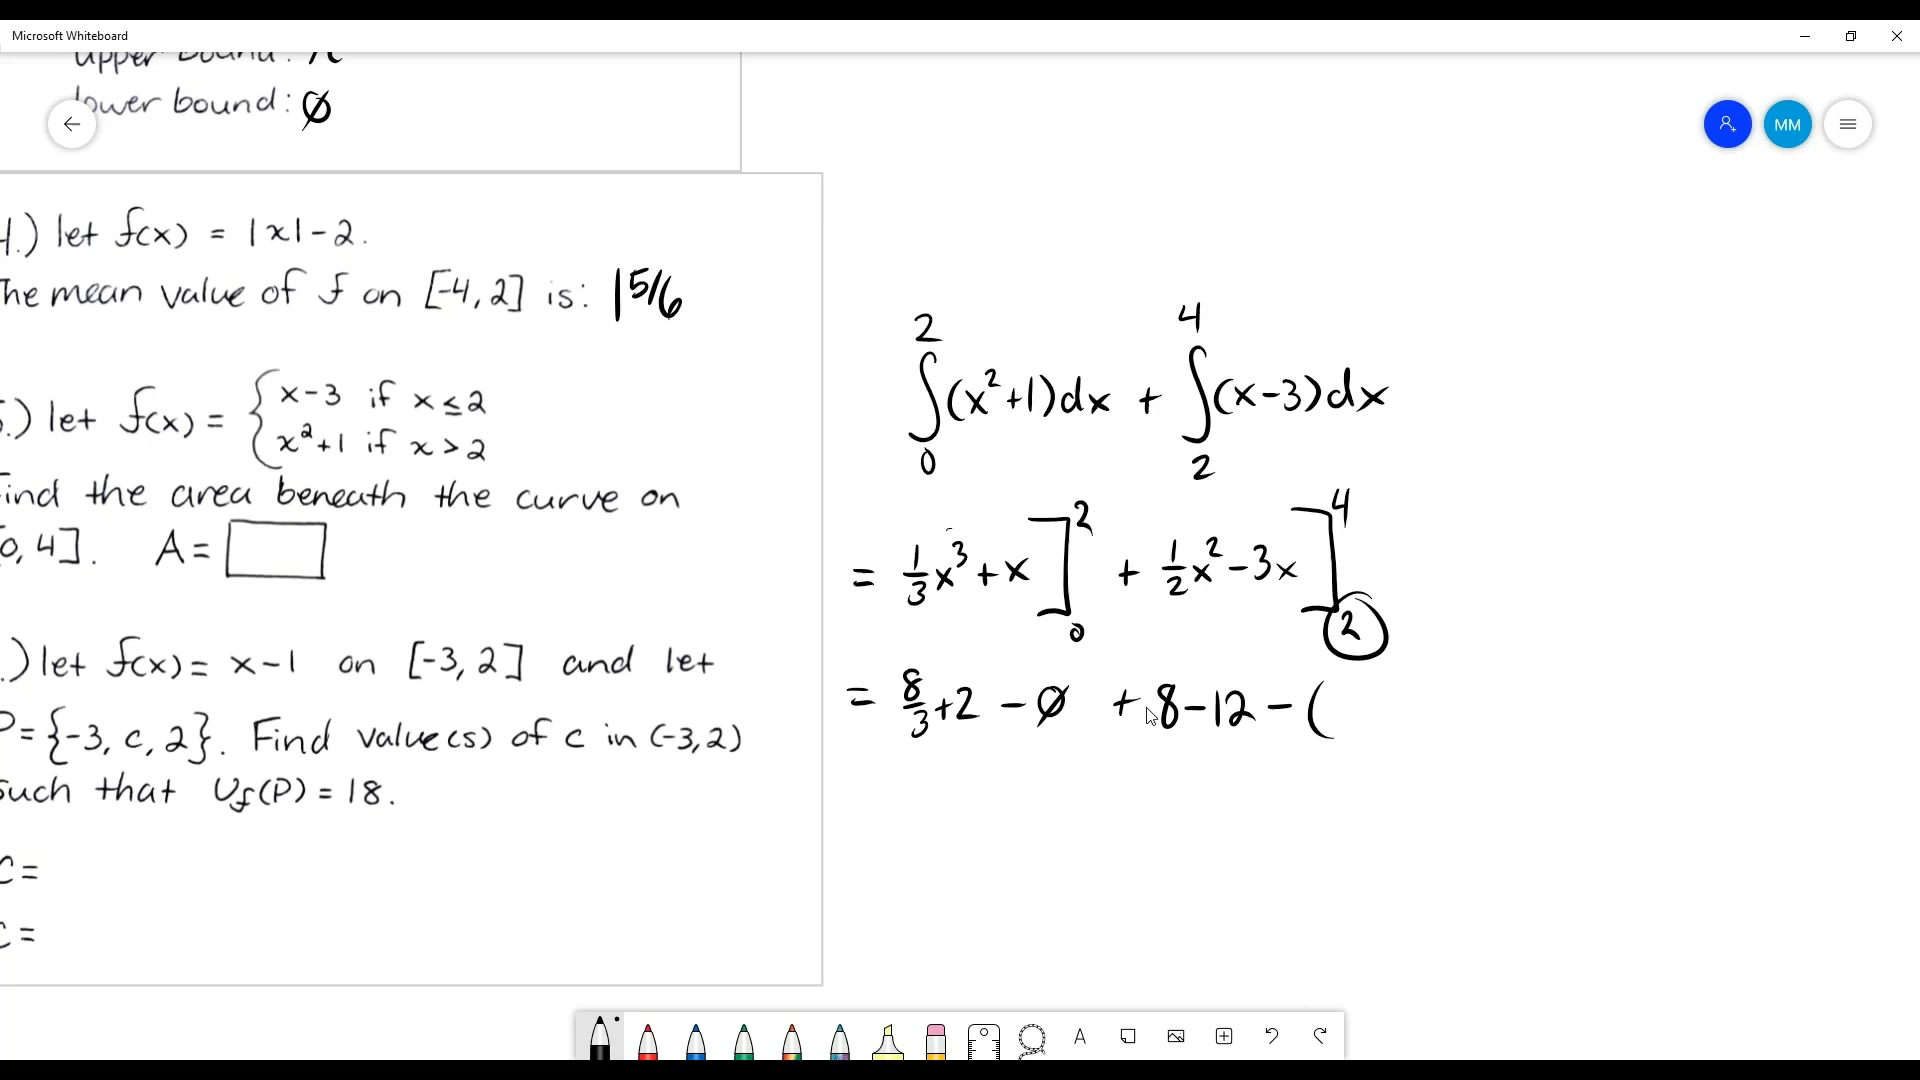 Microsoft Whiteboard
upper bound:
lower bound: Ø
MM
4.) let f(x) = |x|-2.
The mean value of f on [-4, 2] is: 1 5/6
5.) let f(x) = { x-3 if x ≤ 2
x²+1 if x > 2
Find the area beneath the curve on
[0, 4]. A =
.) let f(x) = x-1 on [-3, 2] and let
P = {-3, c, 2}. Find value(s) of c in (-3, 2)
such that U_f(P) = 18.
C =
C =
∫₀² (x²+1)dx + ∫₂⁴ (x-3)dx
= 1/3 x³ + x ]₀² + 1/2 x² - 3x ]₂⁴
= 8/3 + 2 - Ø + 8 - 12 - (
A